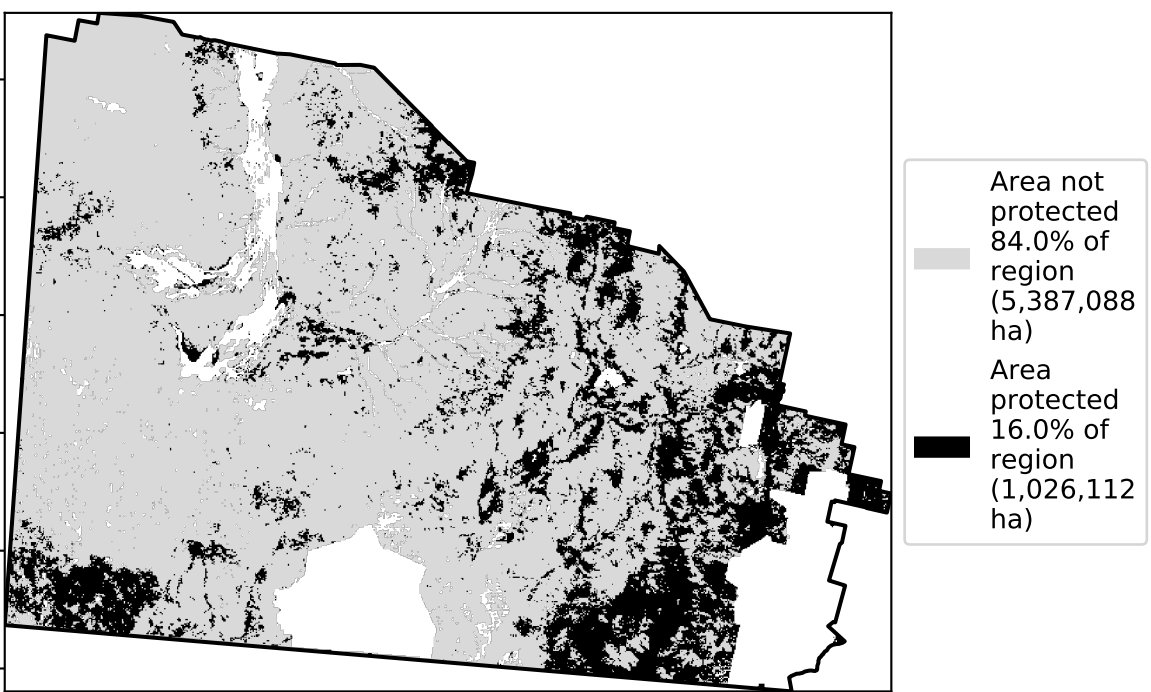 Area not
protected
84.0% of
region
(5,387,088
ha)
Area
protected
16.0% of
region
(1,026,112
ha)